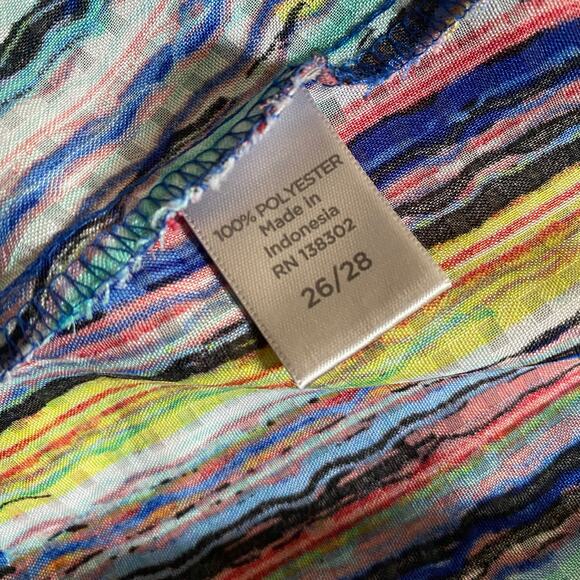 100% POLYESTER
Made in
Indonesia
RN 138302
26/28